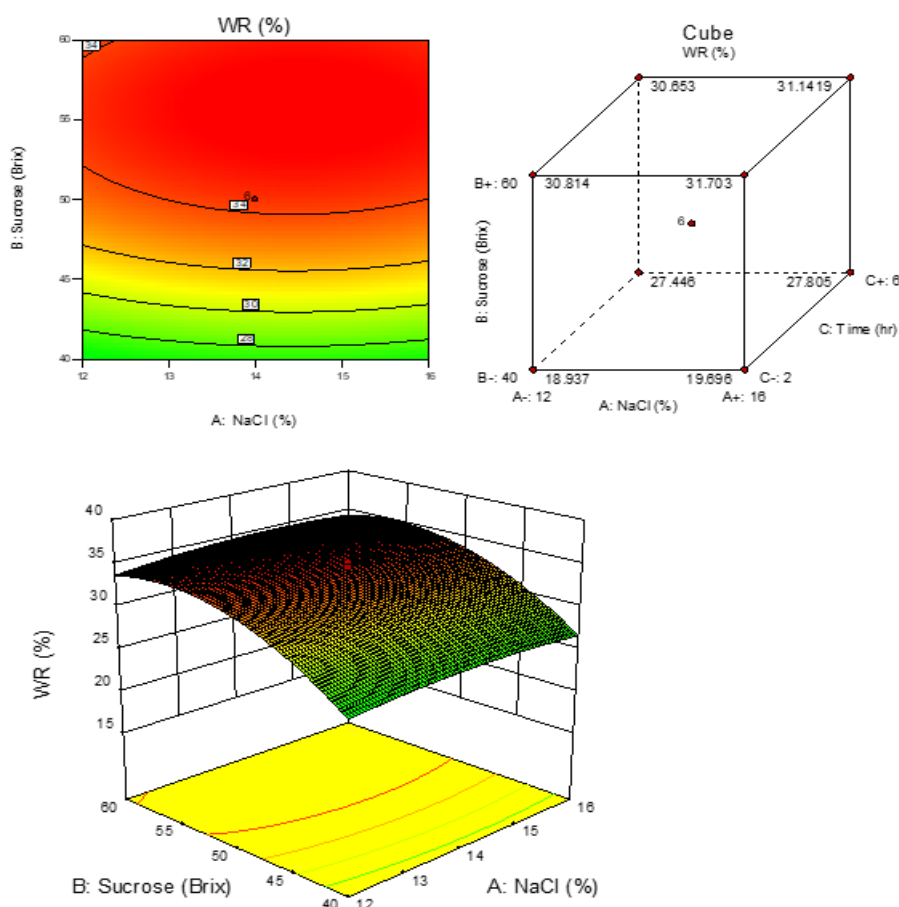 WR (%)
60
55
50
45
40
12
13
14
15
16
34
6
34
32
30
28
B: Sucrose (Brix)
A: NaCl (%)
Cube
WR (%)
30.653
31.1419
B+: 60
30.814
31.703
6
B: Sucrose (Brix)
27.446
27.805
C+: 6
C: Time (hr)
B-: 40
18.937
19.696
C-: 2
A-: 12
A+: 16
A: NaCl (%)
40
35
30
25
20
15
WR (%)
60
55
50
45
40
12
13
14
15
16
B: Sucrose (Brix)
A: NaCl (%)